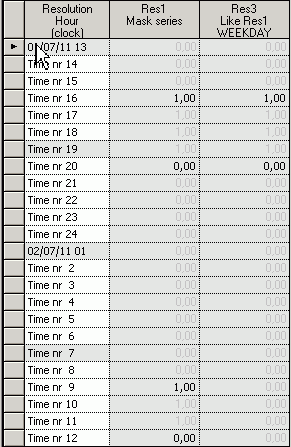 Resolution Res1 Res3
Hour Mask series Like Res1
(clock) WEEKDAY
13 0,00 0,00
Time nr 14 0,00 0,00
Time nr 15 0,00 0,00
Time nr 16 1,00 1,00
Time nr 17 1,00 1,00
Time nr 18 1,00 1,00
Time nr 19 1,00 1,00
Time nr 20 0,00 0,00
Time nr 21 0,00 0,00
Time nr 22 0,00 0,00
Time nr 23 0,00 0,00
Time nr 24 0,00 0,00
02/07/11 01 0,00 0,00
Time nr 2 0,00 0,00
Time nr 3 0,00 0,00
Time nr 4 0,00 0,00
Time nr 5 0,00 0,00
Time nr 6 0,00 0,00
Time nr 7 0,00 0,00
Time nr 8 0,00 0,00
Time nr 9 1,00 0,00
Time nr 10 1,00 0,00
Time nr 11 1,00 0,00
Time nr 12 0,00 0,00